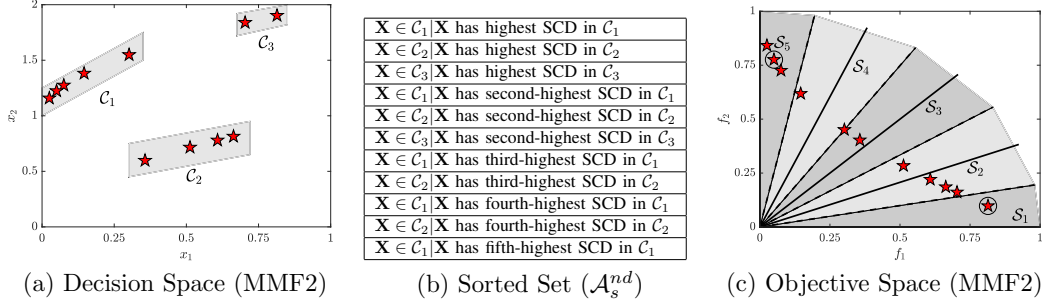 2
1.5
1
0.5
0
0
0.25
0.5
0.75
1
x₂
x₁
𝒞₁
𝒞₂
𝒞₃
(a) Decision Space (MMF2)
X ∈ 𝒞₁|X has highest SCD in 𝒞₁
X ∈ 𝒞₂|X has highest SCD in 𝒞₂
X ∈ 𝒞₃|X has highest SCD in 𝒞₃
X ∈ 𝒞₁|X has second-highest SCD in 𝒞₁
X ∈ 𝒞₂|X has second-highest SCD in 𝒞₂
X ∈ 𝒞₃|X has second-highest SCD in 𝒞₃
X ∈ 𝒞₁|X has third-highest SCD in 𝒞₁
X ∈ 𝒞₂|X has third-highest SCD in 𝒞₂
X ∈ 𝒞₁|X has fourth-highest SCD in 𝒞₁
X ∈ 𝒞₂|X has fourth-highest SCD in 𝒞₂
X ∈ 𝒞₁|X has fifth-highest SCD in 𝒞₁
(b) Sorted Set (𝒜ₛⁿᵈ)
1
0.75
0.5
0.25
0
0
0.25
0.5
0.75
1
f₂
f₁
𝒮₅
𝒮₄
𝒮₃
𝒮₂
𝒮₁
(c) Objective Space (MMF2)